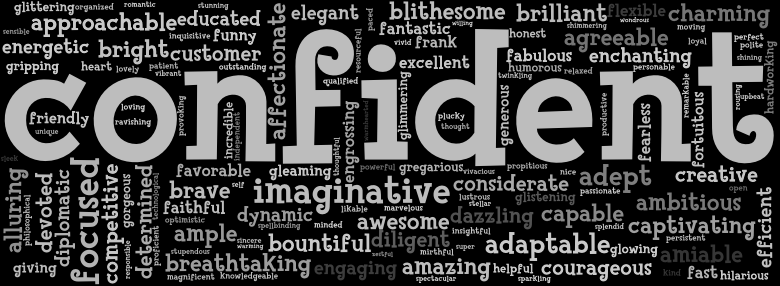 glittering
organized
romantic
stunning
elegant
paced
blithesome
willing
brilliant
flexible
charming
approachable
educated
fantastic
shimmering
wondrous
moving
sensible
inquisitive
funny
vivid
frank
honest
agreeable
loyal
perfect
polite
energetic
bright
customer
affectionate
resourceful
excellent
fabulous
enchanting
shining
gripping
heart
lovely
patient
vibrant
outstanding
qualified
humorous
relaxed
personable
hardworking
twinkling
glimmering
generous
productive
remarkable
rousing
upbeat
confident
friendly
unique
loving
ravishing
provoking
incredible
independent
engrossing
warmhearted
thoughtful
plucky
thought
fearless
fortuitous
sleek
focused
favorable
gleaming
powerful
gregarious
vivacious
propitious
nice
adept
creative
alluring
philosophical
devoted
diplomatic
competitive
gorgeous
responsible
determined
proficient
technological
brave
self
imaginative
considerate
passionate
open
faithful
likable
marvelous
lustrous
stellar
glistening
ambitious
efficient
optimistic
dynamic
spellbinding
minded
awesome
dazzling
capable
splendid
captivating
ample
sincere
warming
bountiful
diligent
insightful
super
adaptable
glowing
persistent
stupendous
breathtaking
zestful
mirthful
amiable
giving
magnificent
knowledgeable
engaging
amazing
spectacular
helpful
sparkling
courageous
kind
fast
hilarious